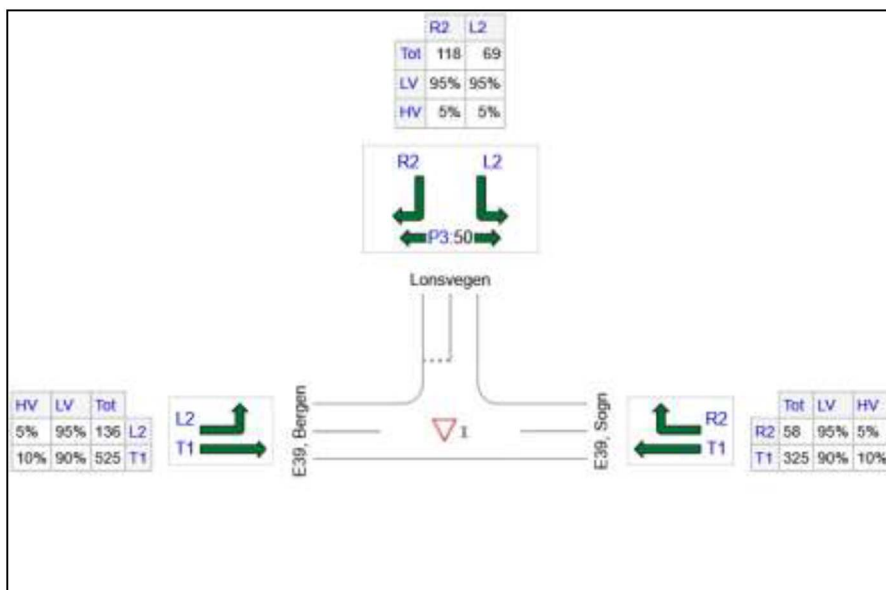 R2 L2
Tot 118 69
LV 95% 95%
HV 5% 5%
R2 L2
P3:50
Lonsvegen
HV LV Tot
5% 95% 136 L2
10% 90% 525 T1
L2
T1
E39, Bergen
1
E39, Sogn
R2
T1
Tot LV HV
R2 58 95% 5%
T1 325 90% 10%